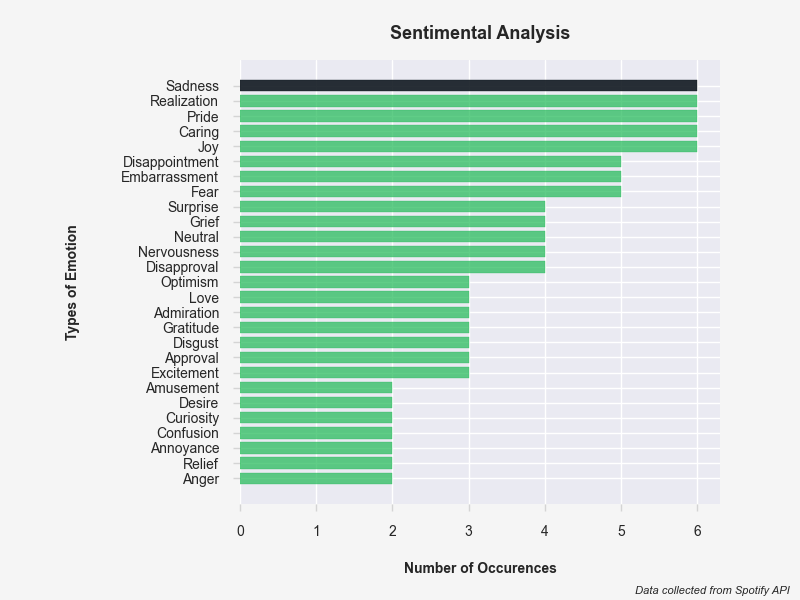 Sentimental Analysis
Sadness
Realization
Pride
Caring
Joy
Disappointment
Embarrassment
Fear
Surprise
Grief
Neutral
Nervousness
Disapproval
Optimism
Love
Admiration
Gratitude
Disgust
Approval
Excitement
Amusement
Desire
Curiosity
Confusion
Annoyance
Relief
Anger
Types of Emotion
0 1 2 3 4 5 6
Number of Occurences
Data collected from Spotify API